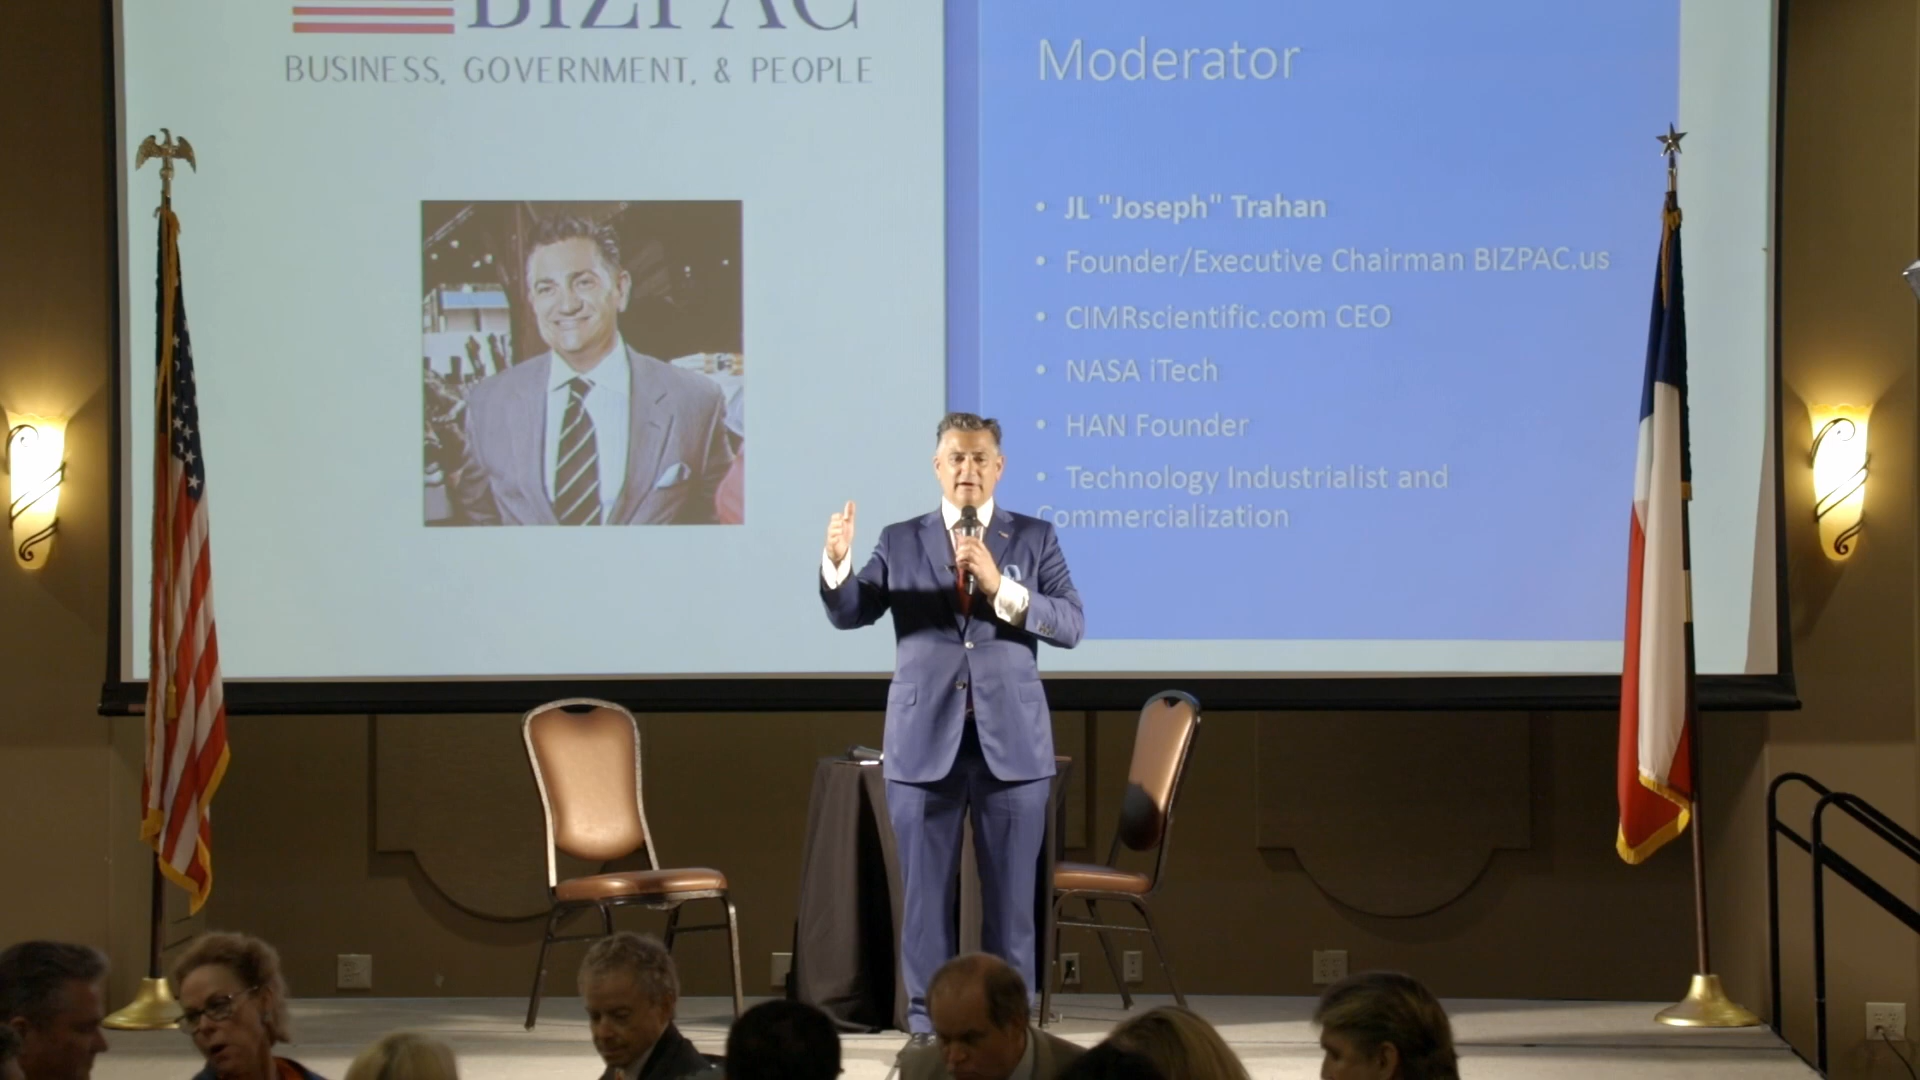 BIZPAC
BUSINESS, GOVERNMENT, & PEOPLE
Moderator
• JL "Joseph" Trahan
• Founder/Executive Chairman BIZPAC.us
• CIMRscientific.com CEO
• NASA iTech
• HAN Founder
• Technology Industrialist and
Commercialization